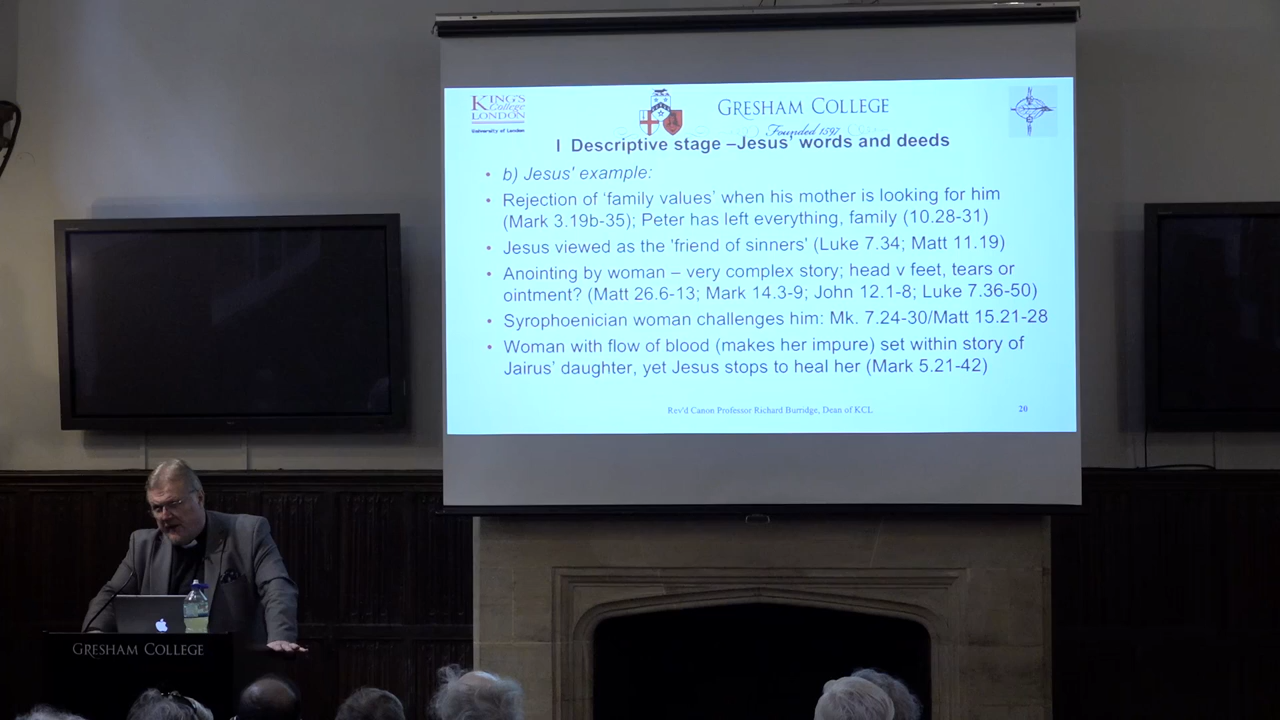 KING'S
College
LONDON
University of London
GRESHAM COLLEGE
Founded 1597
I Descriptive stage –Jesus' words and deeds
• b) Jesus' example:
• Rejection of 'family values' when his mother is looking for him
(Mark 3.19b-35); Peter has left everything, family (10.28-31)
• Jesus viewed as the 'friend of sinners' (Luke 7.34; Matt 11.19)
• Anointing by woman – very complex story; head v feet, tears or
ointment? (Matt 26.6-13; Mark 14.3-9; John 12.1-8; Luke 7.36-50)
• Syrophoenician woman challenges him: Mk. 7.24-30/Matt 15.21-28
• Woman with flow of blood (makes her impure) set within story of
Jairus' daughter, yet Jesus stops to heal her (Mark 5.21-42)
Rev'd Canon Professor Richard Burridge, Dean of KCL
20
GRESHAM COLLEGE